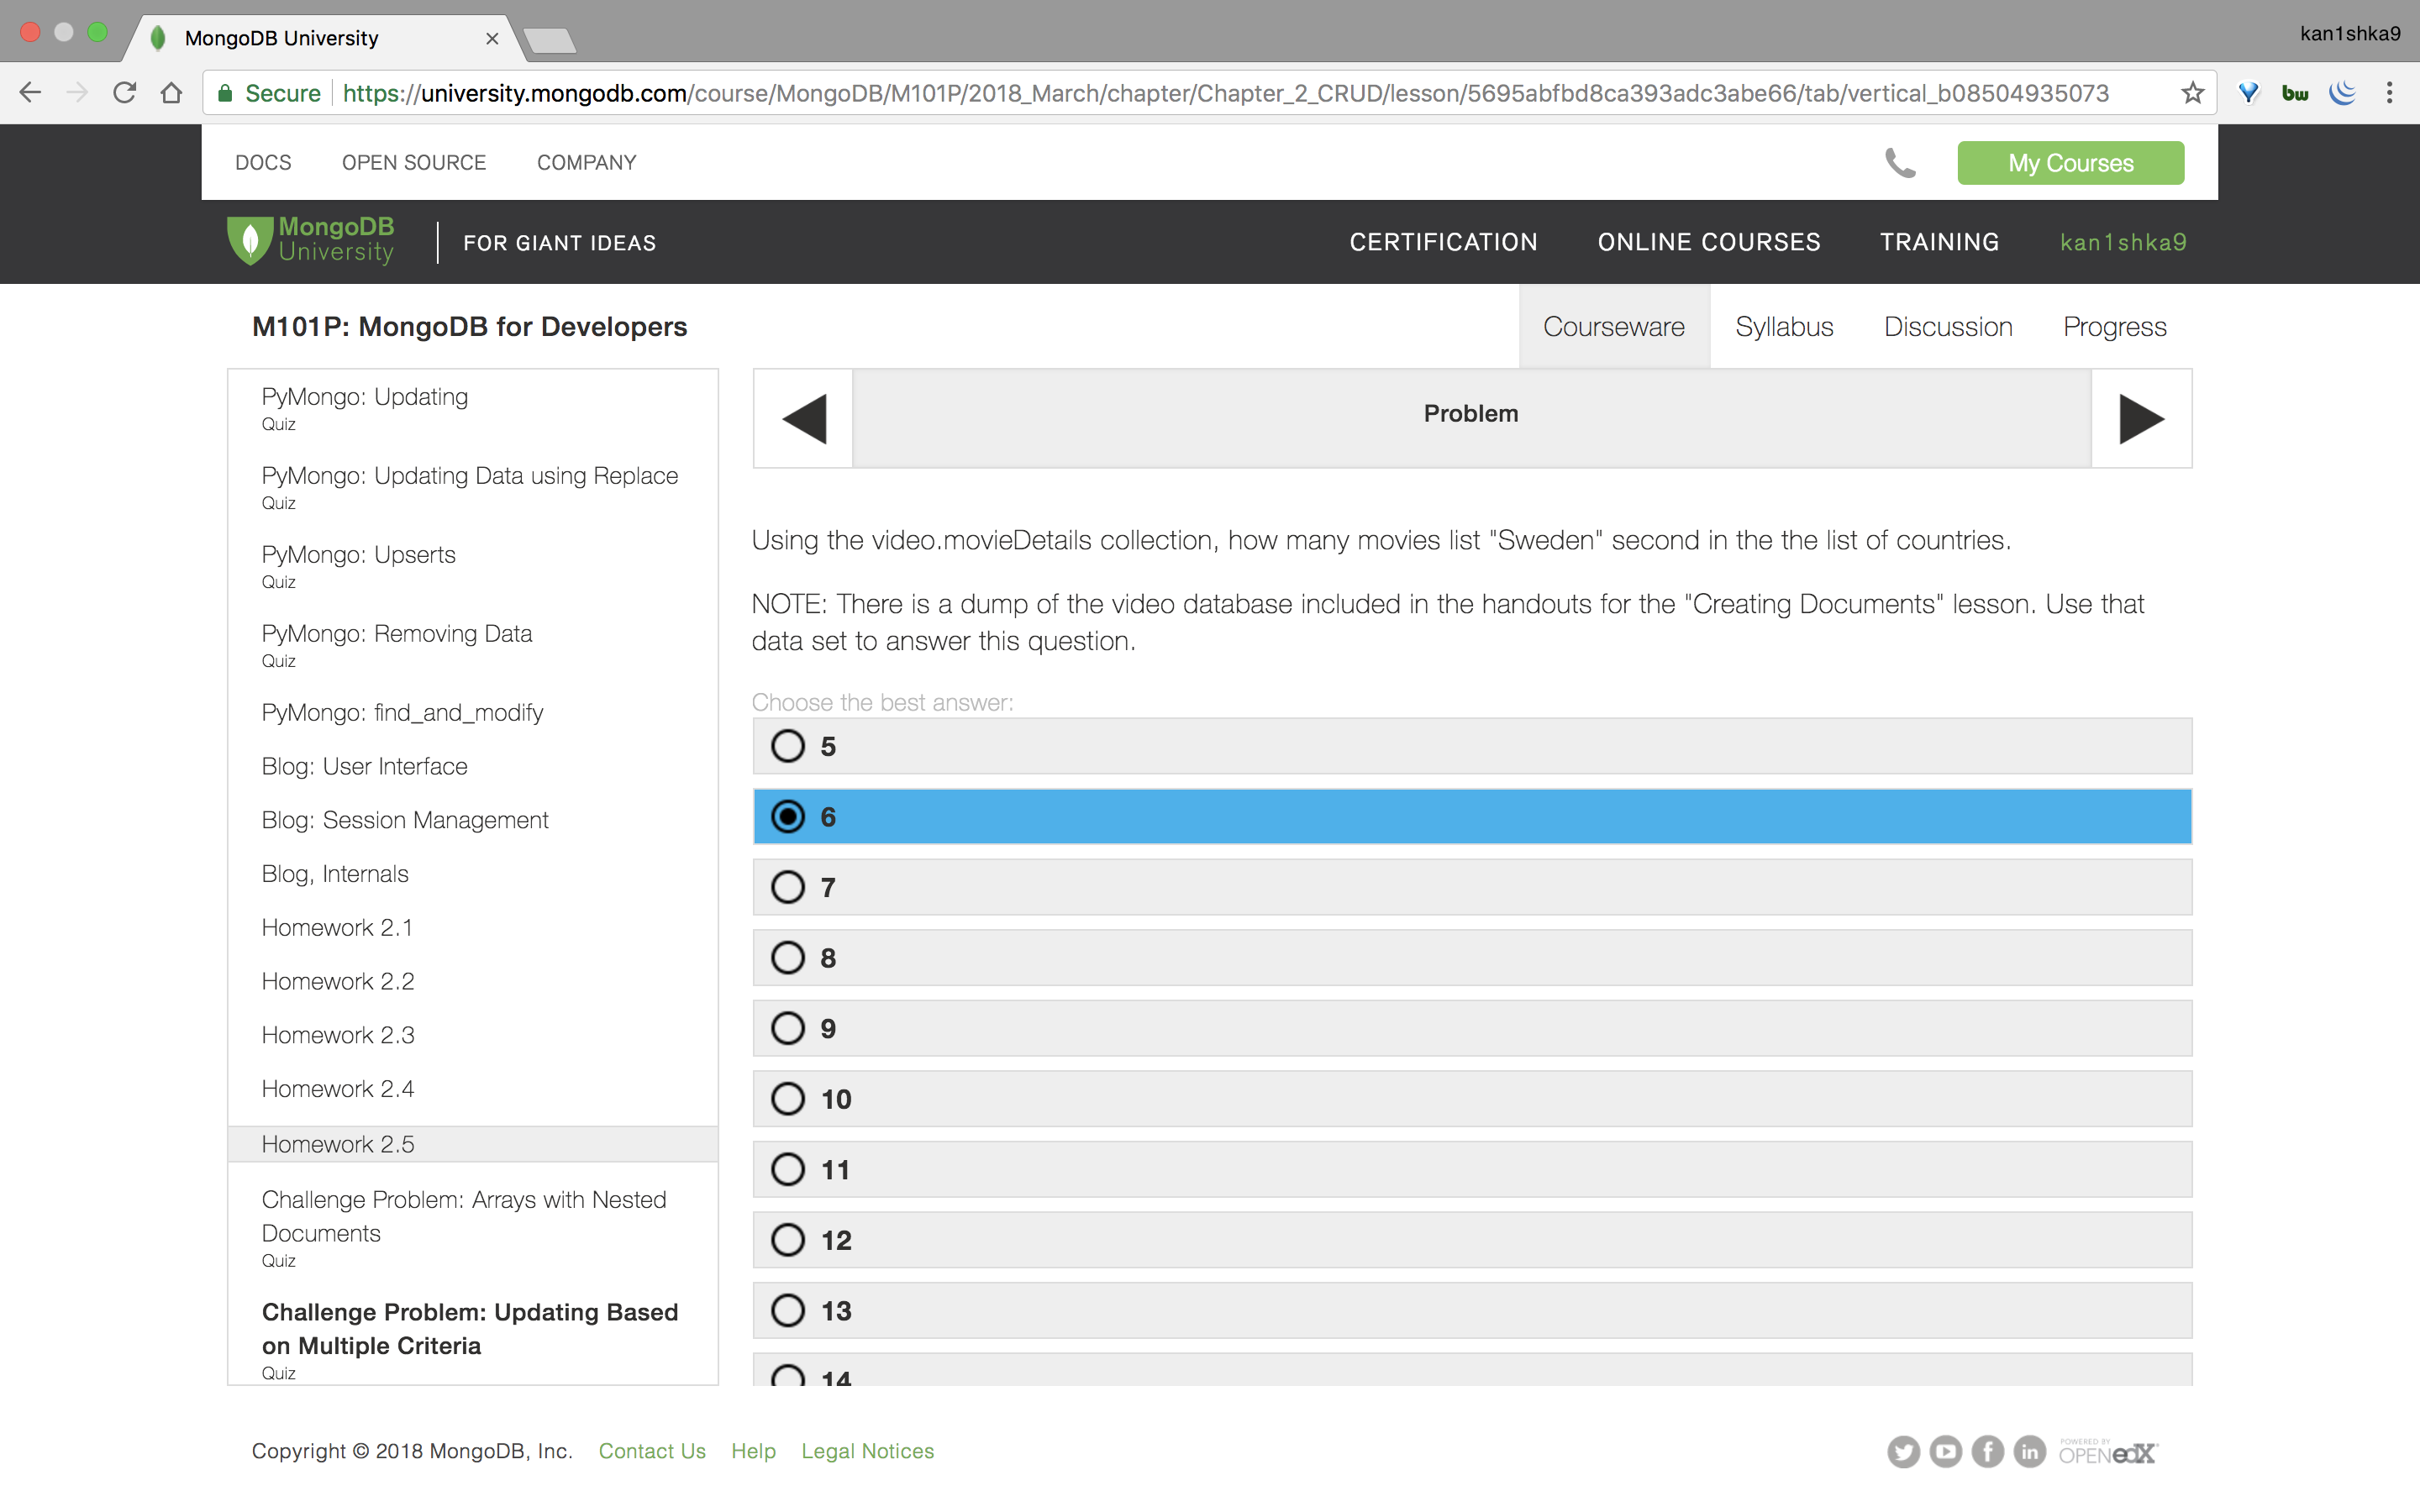 MongoDB University
kan1shka9
Secure
https://university.mongodb.com/course/MongoDB/M101P/2018_March/chapter/Chapter_2_CRUD/lesson/5695abfbd8ca393adc3abe66/tab/vertical_b08504935073
bw
DOCS OPEN SOURCE COMPANY
My Courses
MongoDB
University
FOR GIANT IDEAS
CERTIFICATION ONLINE COURSES TRAINING kan1shka9
M101P: MongoDB for Developers
Courseware Syllabus Discussion Progress
PyMongo: Updating
Quiz
PyMongo: Updating Data using Replace
Quiz
PyMongo: Upserts
Quiz
PyMongo: Removing Data
Quiz
PyMongo: find_and_modify
Blog: User Interface
Blog: Session Management
Blog, Internals
Homework 2.1
Homework 2.2
Homework 2.3
Homework 2.4
Homework 2.5
Challenge Problem: Arrays with Nested
Documents
Quiz
Challenge Problem: Updating Based
on Multiple Criteria
Quiz
Problem
Using the video.movieDetails collection, how many movies list "Sweden" second in the the list of countries.
NOTE: There is a dump of the video database included in the handouts for the "Creating Documents" lesson. Use that
data set to answer this question.
Choose the best answer:
5
6
7
8
9
10
11
12
13
14
Copyright © 2018 MongoDB, Inc. Contact Us Help Legal Notices
POWERED BY
OPEN edX